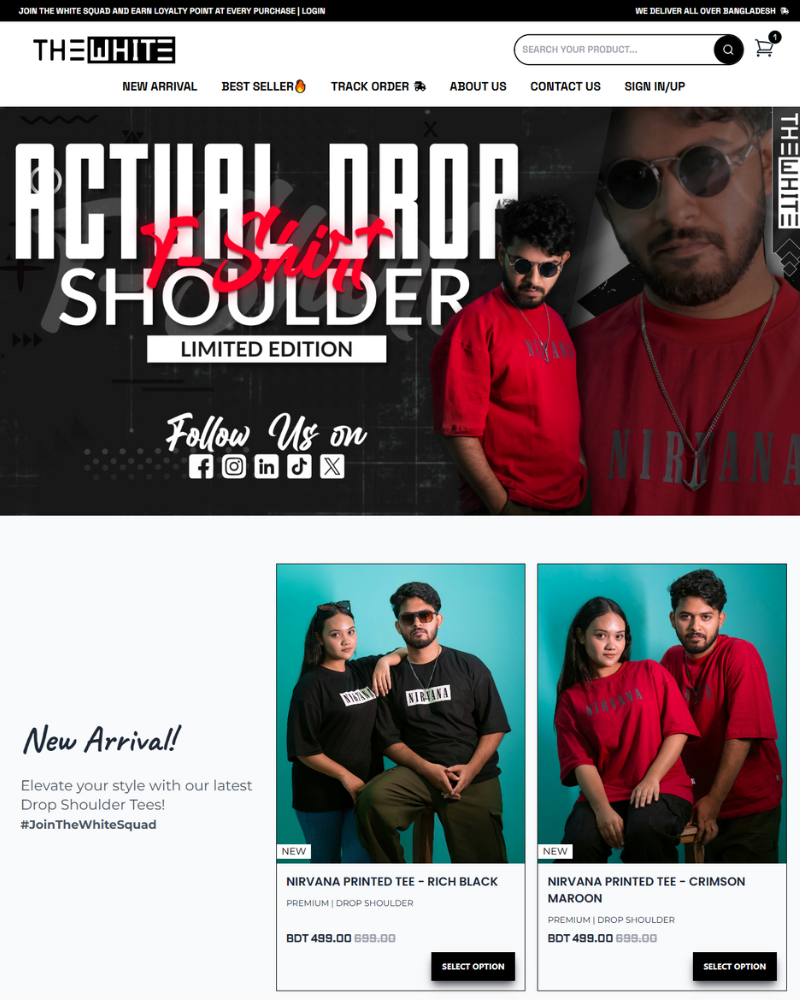 JOIN THE WHITE SQUAD AND EARN LOYALTY POINT AT EVERY PURCHASE | LOGIN
WE DELIVER ALL OVER BANGLADESH
THE WHITE
SEARCH YOUR PRODUCT...
1
NEW ARRIVAL
BEST SELLER🔥
TRACK ORDER
ABOUT US
CONTACT US
SIGN IN/UP
ACTUAL DROP
T-Shirt
SHOULDER
LIMITED EDITION
Follow Us on
NIRVANA
NIRVANA
THE WHITE
New Arrival!
Elevate your style with our latest
Drop Shoulder Tees!
#JoinTheWhiteSquad
NIRVANA
NIRVANA
NEW
NIRVANA PRINTED TEE - RICH BLACK
PREMIUM | DROP SHOULDER
BDT 499.00 699.00
SELECT OPTION
NIRVANA
NEW
NIRVANA PRINTED TEE - CRIMSON
MAROON
PREMIUM | DROP SHOULDER
BDT 499.00 699.00
SELECT OPTION